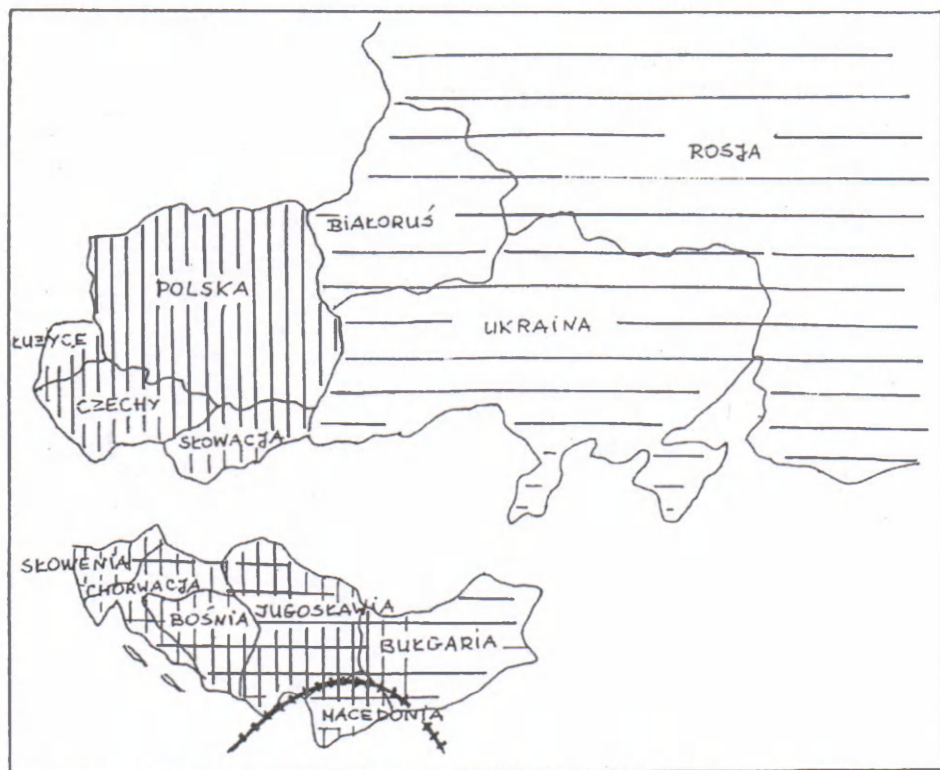 ROSJA
BIAŁORUŚ
POLSKA
UKRAINA
ŁUŻYCE
CZECHY
SŁOWACJA
SŁOWENIA
CHORWACJA
JUGOSŁAWIA
BOŚNIA
BUŁGARIA
MACEDONIA